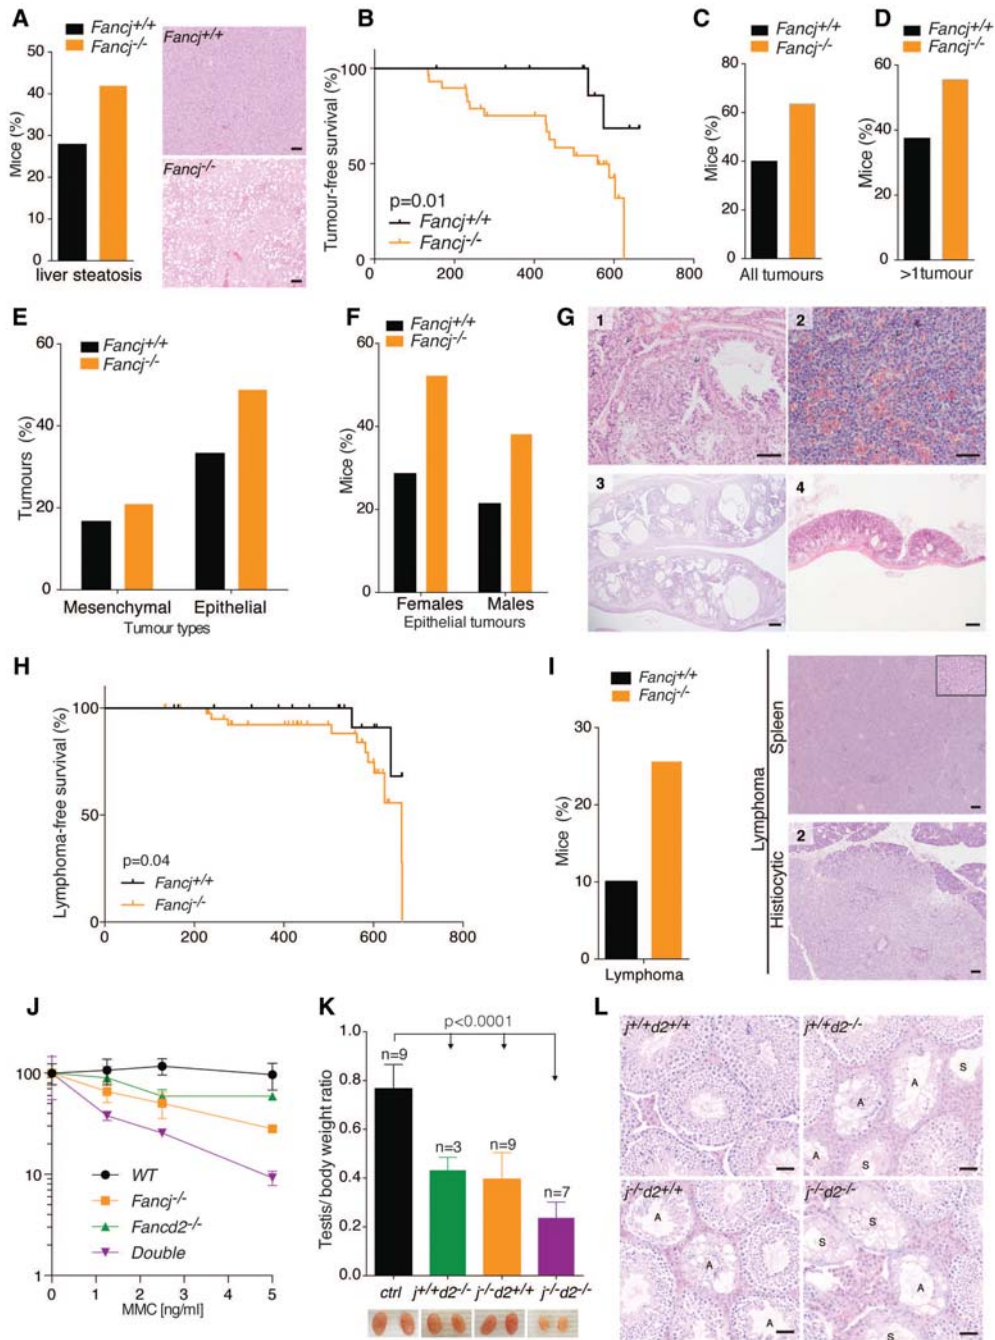 A
Fancj+/+
Fancj-/-
50
40
30
20
10
0
Mice (%)
liver steatosis
Fancj+/+
Fancj-/-
B
Tumour-free survival (%)
100
50
0
p=0.01
Fancj+/+
Fancj-/-
0 200 400 600 800
C
Fancj+/+
Fancj-/-
80
60
40
20
0
Mice (%)
All tumours
D
Fancj+/+
Fancj-/-
60
40
20
0
Mice (%)
>1tumour
E
Fancj+/+
Fancj-/-
60
40
20
0
Tumours (%)
Mesenchymal Epithelial
Tumour types
F
Fancj+/+
Fancj-/-
60
40
20
0
Mice (%)
Females Males
Epithelial tumours
G
1
2
3
4
H
Lymphoma-free survival (%)
100
50
0
p=0.04
Fancj+/+
Fancj-/-
0 200 400 600 800
I
Fancj+/+
Fancj-/-
30
20
10
0
Mice (%)
Lymphoma
Lymphoma
Spleen
Histiocytic
2
J
100
10
1
WT
Fancj-/-
Fancd2-/-
Double
0 1 2 3 4 5
MMC [ng/ml]
K
p<0.0001
1.0
0.8
0.6
0.4
0.2
0.0
Testis/ body weight ratio
n=9
n=3
n=9
n=7
ctrl j+/+d2-/- j-/-d2+/+ j-/-d2-/-
L
j+/+d2+/+
j+/+d2-/-
A
S
A
A
S
j-/-d2+/+
A
A
A
j-/-d2-/-
S
S
A